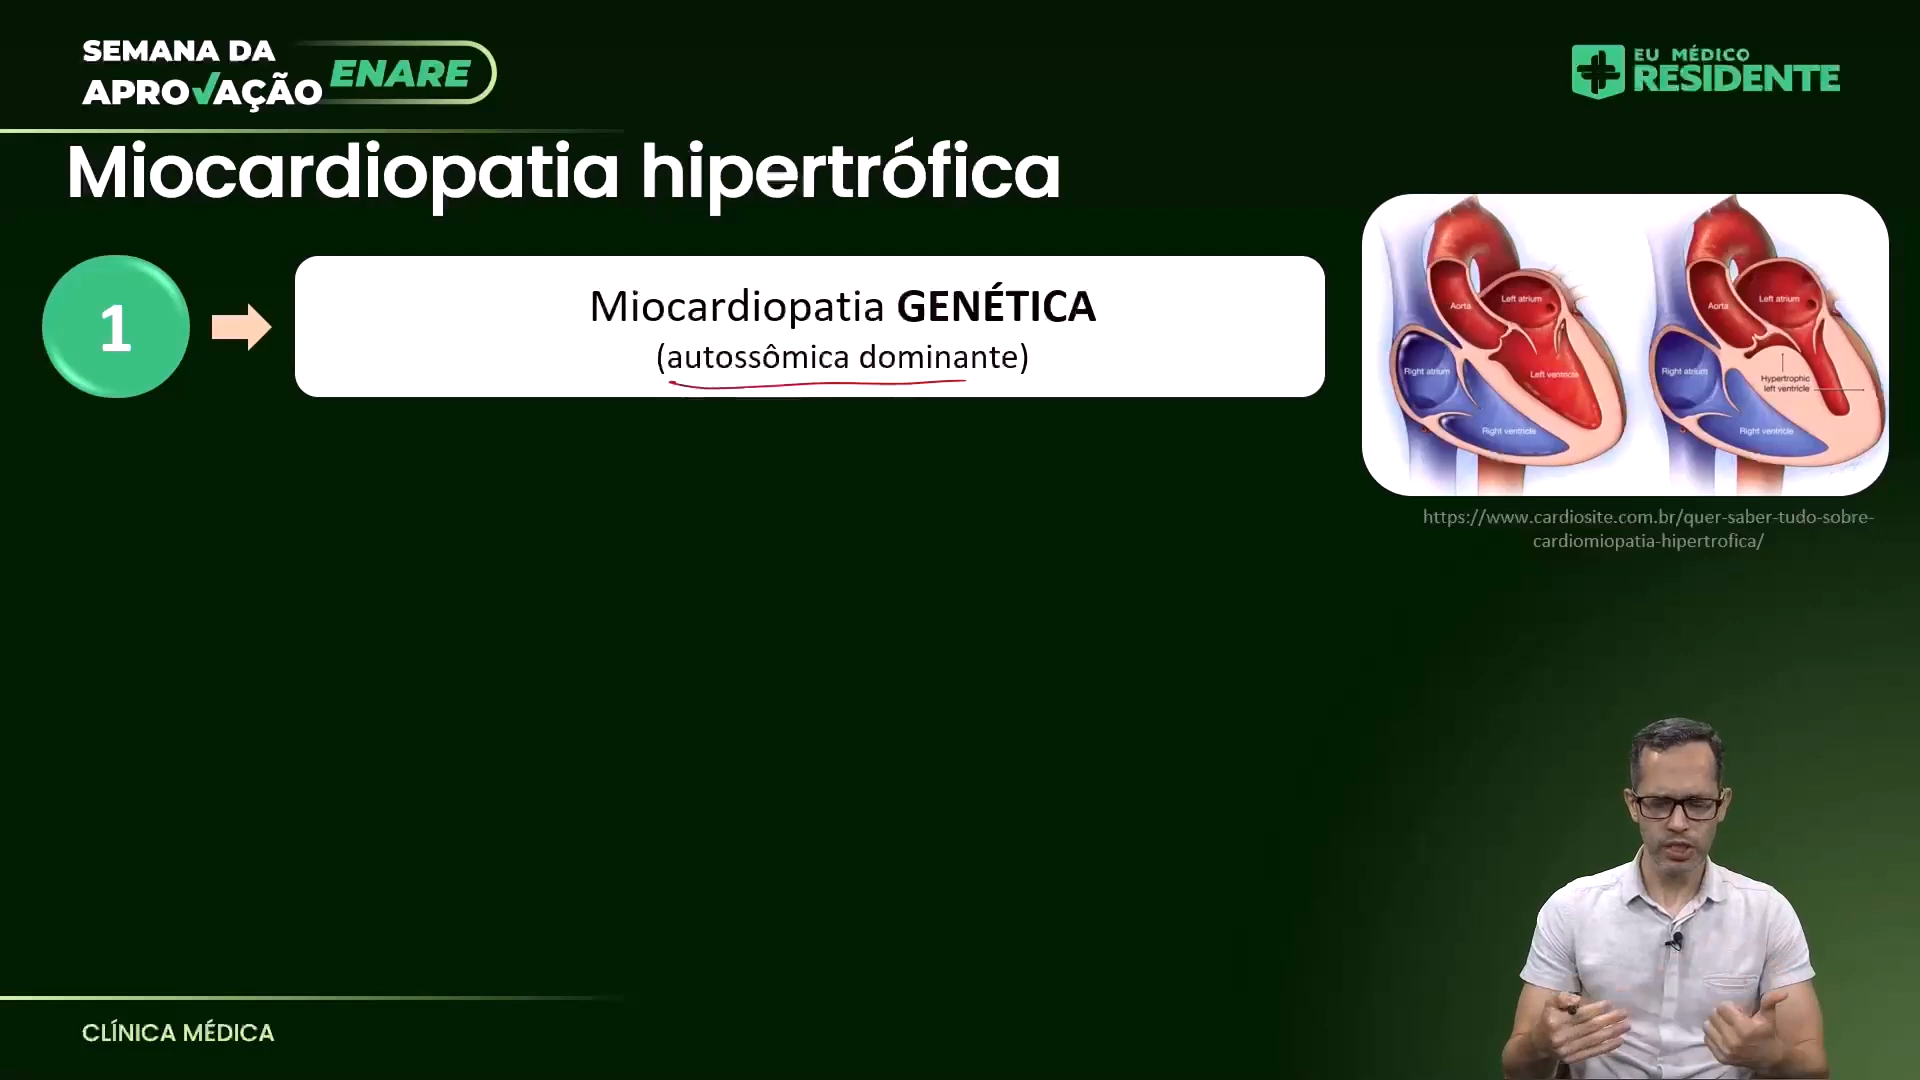 SEMANA DA
APROVAÇÃO ENARE
EU MÉDICO
RESIDENTE
Miocardiopatia hipertrófica
1
Miocardiopatia GENÉTICA
(autossômica dominante)
Aorta
Left atrium
Right atrium
Left ventricle
Right ventricle
Aorta
Left atrium
Right atrium
Hypertrophic
left ventricle
Right ventricle
https://www.cardiosite.com.br/quer-saber-tudo-sobre-
cardiomiopatia-hipertrofica/
CLÍNICA MÉDICA